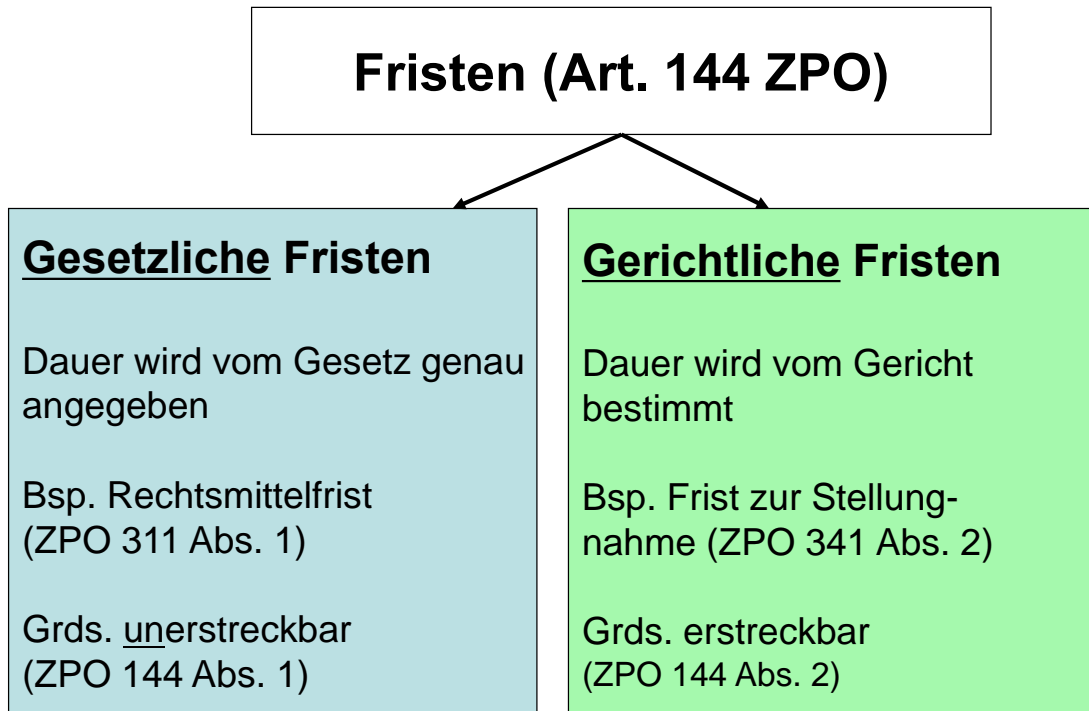 Fristen (Art. 144 ZPO)
Gesetzliche Fristen
Dauer wird vom Gesetz genau
angegeben
Bsp. Rechtsmittelfrist
(ZPO 311 Abs. 1)
Grds. unerstreckbar
(ZPO 144 Abs. 1)
Gerichtliche Fristen
Dauer wird vom Gericht
bestimmt
Bsp. Frist zur Stellung-
nahme (ZPO 341 Abs. 2)
Grds. erstreckbar
(ZPO 144 Abs. 2)